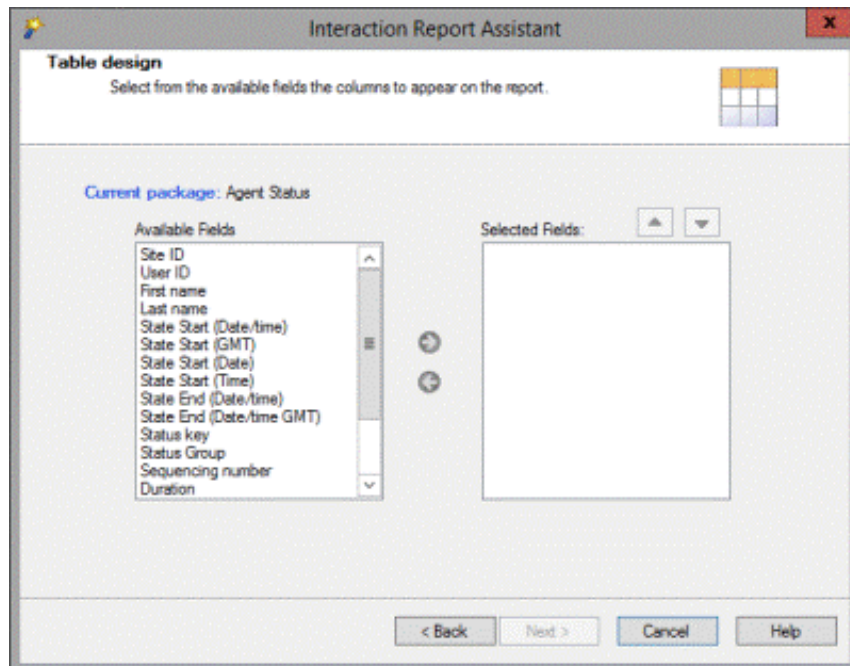 Interaction Report Assistant
x
Table design
Select from the available fields the columns to appear on the report.
Current package: Agent Status
Available Fields
Selected Fields:
Site ID
User ID
First name
Last name
State Start (Date/time)
State Start (GMT)
State Start (Date)
State Start (Time)
State End (Date/time)
State End (Date/time GMT)
Status key
Status Group
Sequencing number
Duration
< Back
Next >
Cancel
Help